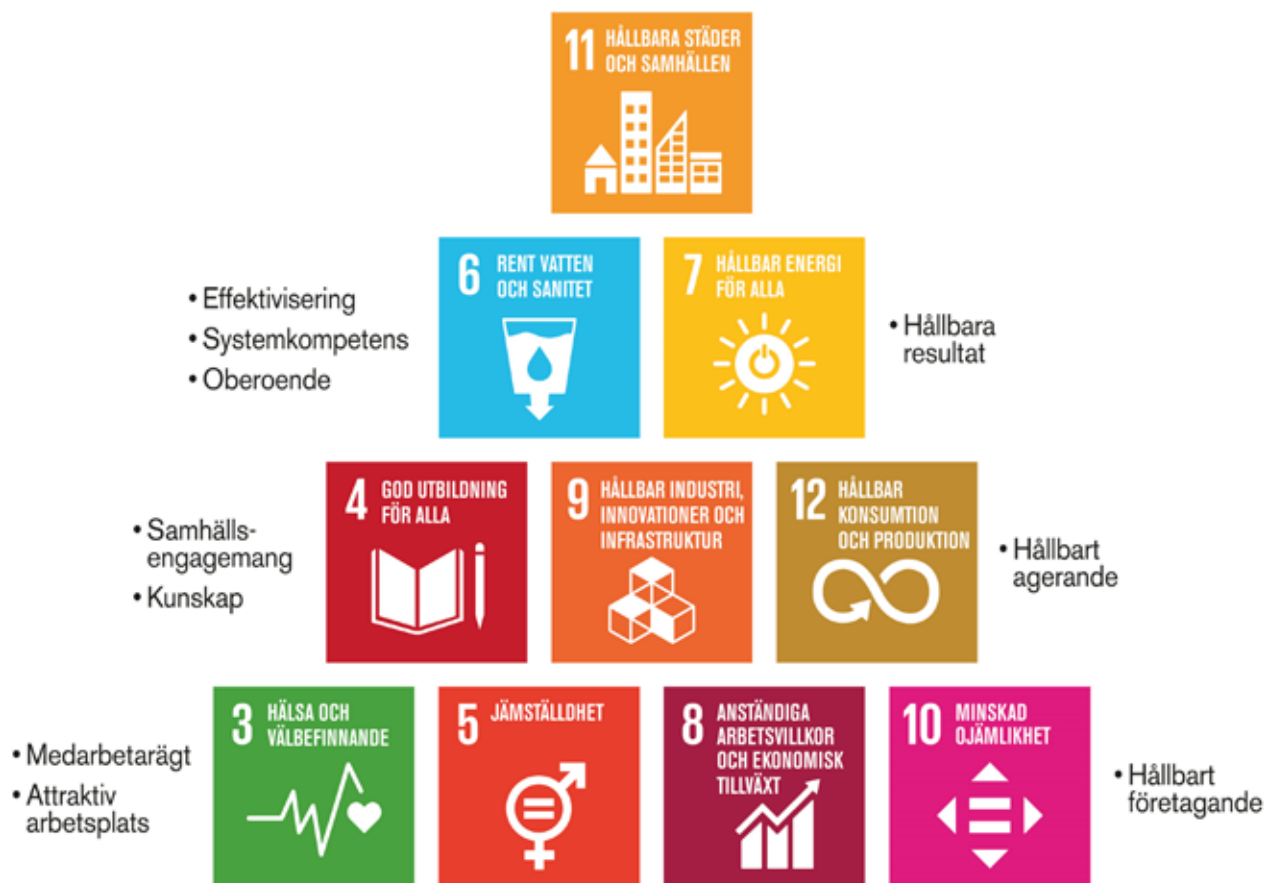 11 HÅLLBARA STÄDER
OCH SAMHÄLLEN
• Effektivisering
• Systemkompetens
• Oberoende
6 RENT VATTEN
OCH SANITET
7 HÅLLBAR ENERGI
FÖR ALLA
• Hållbara
resultat
• Samhälls-
engagemang
• Kunskap
4 GOD UTBILDNING
FÖR ALLA
9 HÅLLBAR INDUSTRI,
INNOVATIONER OCH
INFRASTRUKTUR
12 HÅLLBAR
KONSUMTION
OCH PRODUKTION
• Hållbart
agerande
• Medarbetarägt
• Attraktiv
arbetsplats
3 HÄLSA OCH
VÄLBEFINNANDE
5 JÄMSTÄLLDHET
8 ANSTÄNDIGA
ARBETSVILLKOR
OCH EKONOMISK
TILLVÄXT
10 MINSKAD
OJÄMLIKHET
• Hållbart
företagande